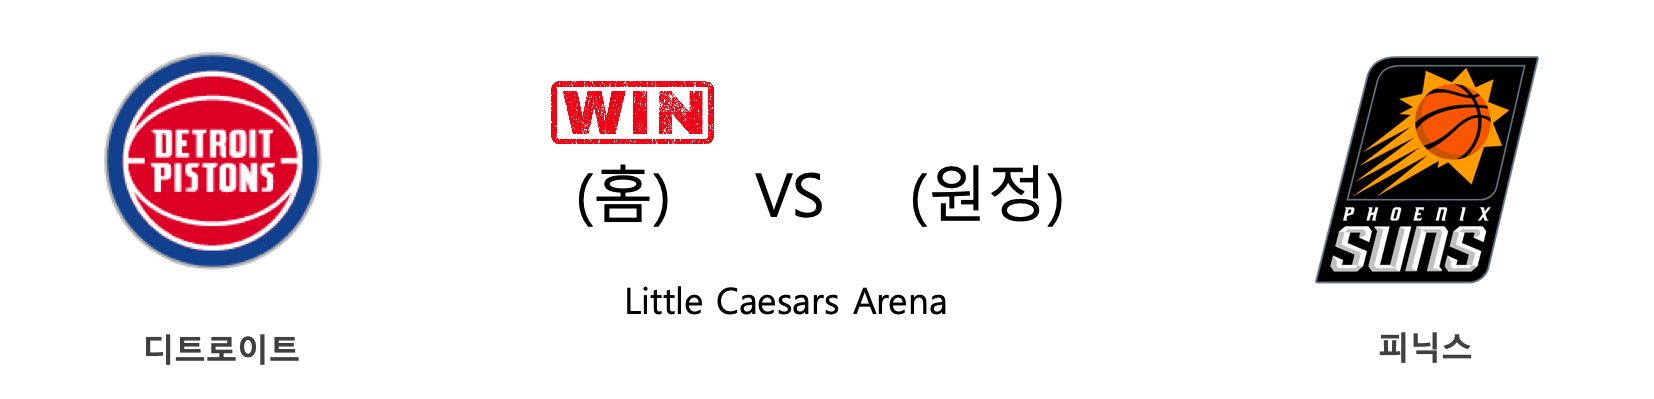 DETROIT
PISTONS
WIN
(홈) VS (원정)
Little Caesars Arena
PHOENIX
SUNS
디트로이트
피닉스